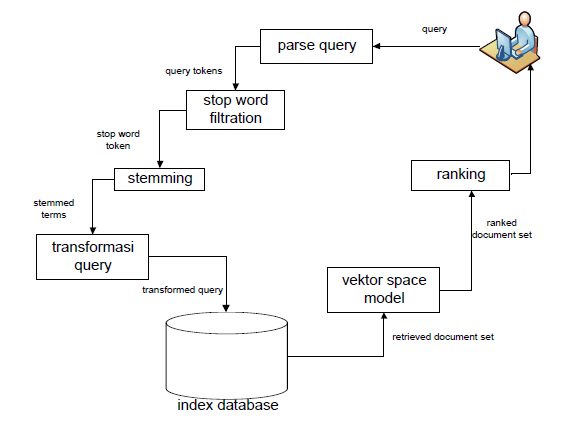 query
parse query
query tokens
stop word
filtration
stop word
token
stemming
stemmed
terms
transformasi
query
transformed query
index database
retrieved document set
vektor space
model
ranked
document set
ranking